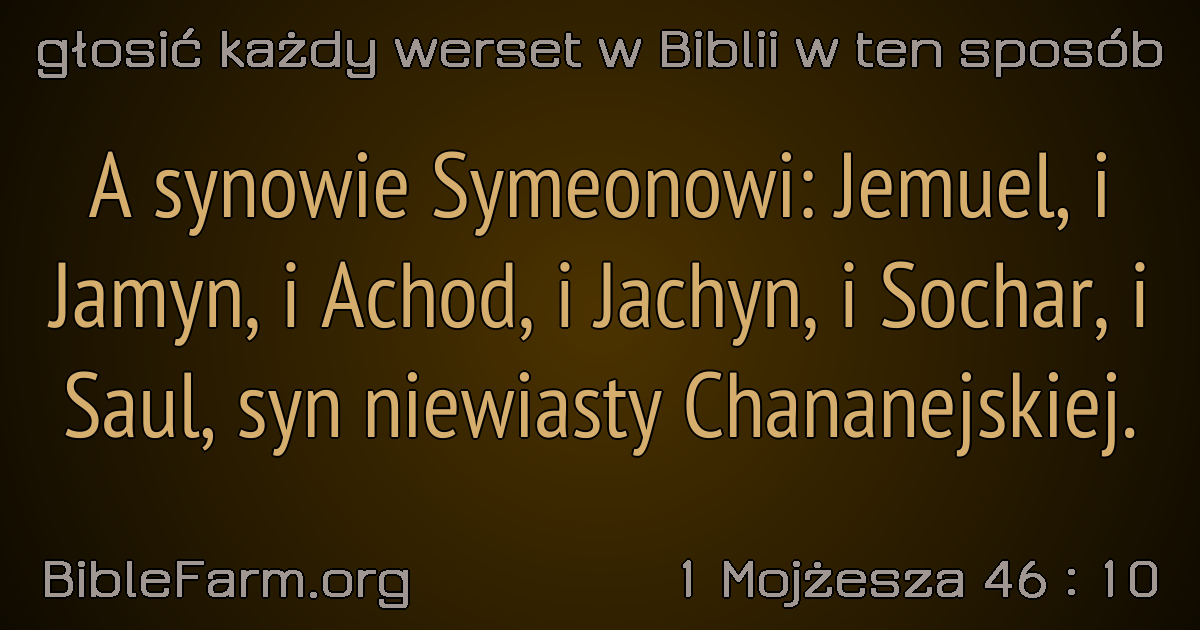 głosić każdy werset w Biblii w ten sposób
A synowie Symeonowi: Jemuel, i
Jamyn, i Achod, i Jachyn, i Sochar, i
Saul, syn niewiasty Chananejskiej.
BibleFarm.org
1 Mojżesza 46 : 10